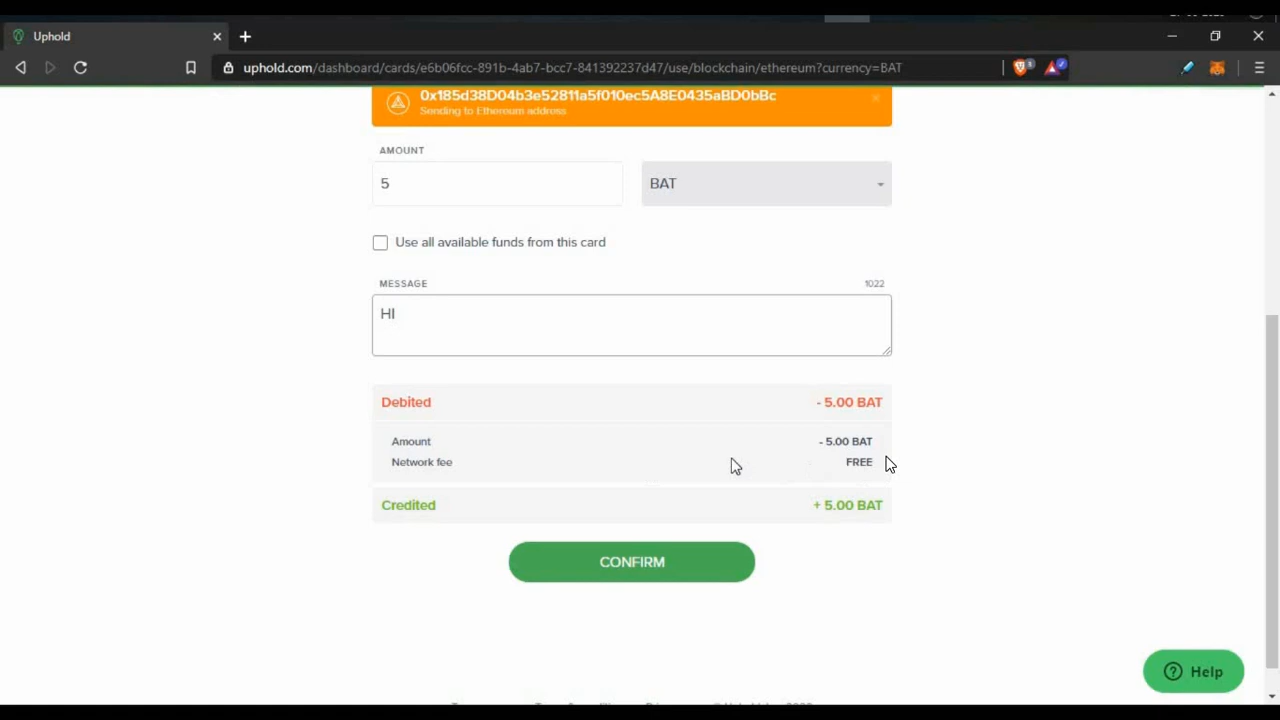 Uphold
uphold.com/dashboard/cards/e6b06fcc-891b-4ab7-bcc7-841392237d47/use/blockchain/ethereum?currency=BAT
0x185d38D04b3e52811a5f010ec5A8E0435aBD0bBc
Sending to Ethereum address
AMOUNT
5
BAT
Use all available funds from this card
MESSAGE
1022
HI
Debited
- 5.00 BAT
Amount
- 5.00 BAT
Network fee
FREE
Credited
+ 5.00 BAT
CONFIRM
Help